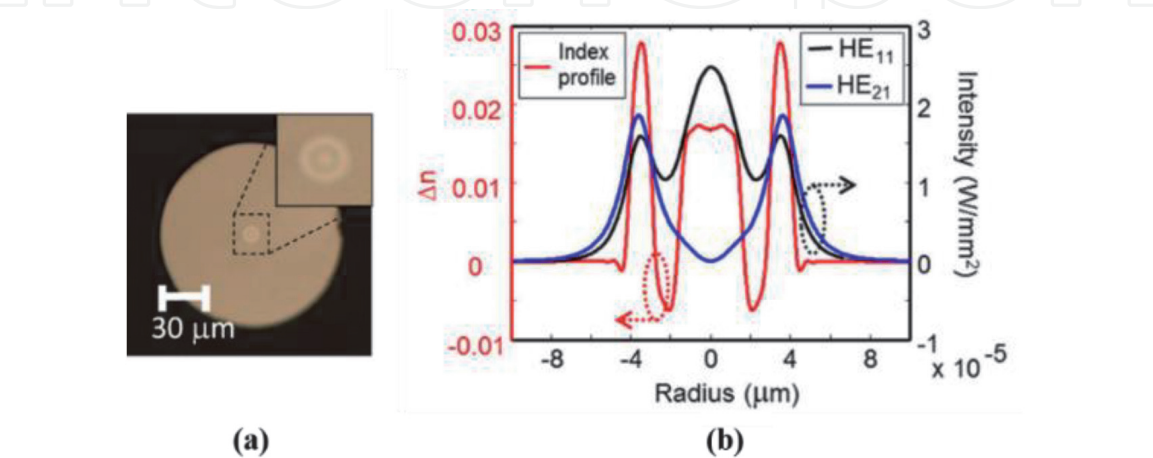 30 μm
(a)
0.03
0.02
0.01
0
-0.01
Δn
Index
profile
HE11
HE21
3
2
1
0
-1
x 10-5
Intensity (W/mm2)
-8 -4 0 4 8
Radius (μm)
(b)